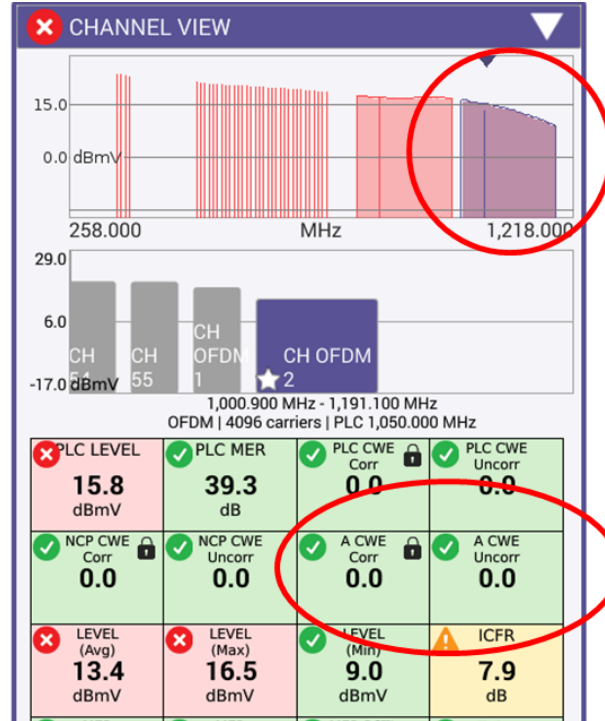 CHANNEL VIEW
15.0
0.0 dBmV
258.000 MHz 1,218.000
29.0
6.0
-17.0 dBmV
CH 54
CH 55
CH OFDM 1
CH OFDM 2
1,000.900 MHz - 1,191.100 MHz
OFDM | 4096 carriers | PLC 1,050.000 MHz
PLC LEVEL
15.8
dBmV
PLC MER
39.3
dB
PLC CWE
Corr
0.0
PLC CWE
Uncorr
0.0
NCP CWE
Corr
0.0
NCP CWE
Uncorr
0.0
A CWE
Corr
0.0
A CWE
Uncorr
0.0
LEVEL
(Avg)
13.4
dBmV
LEVEL
(Max)
16.5
dBmV
LEVEL
(Min)
9.0
dBmV
ICFR
7.9
dB